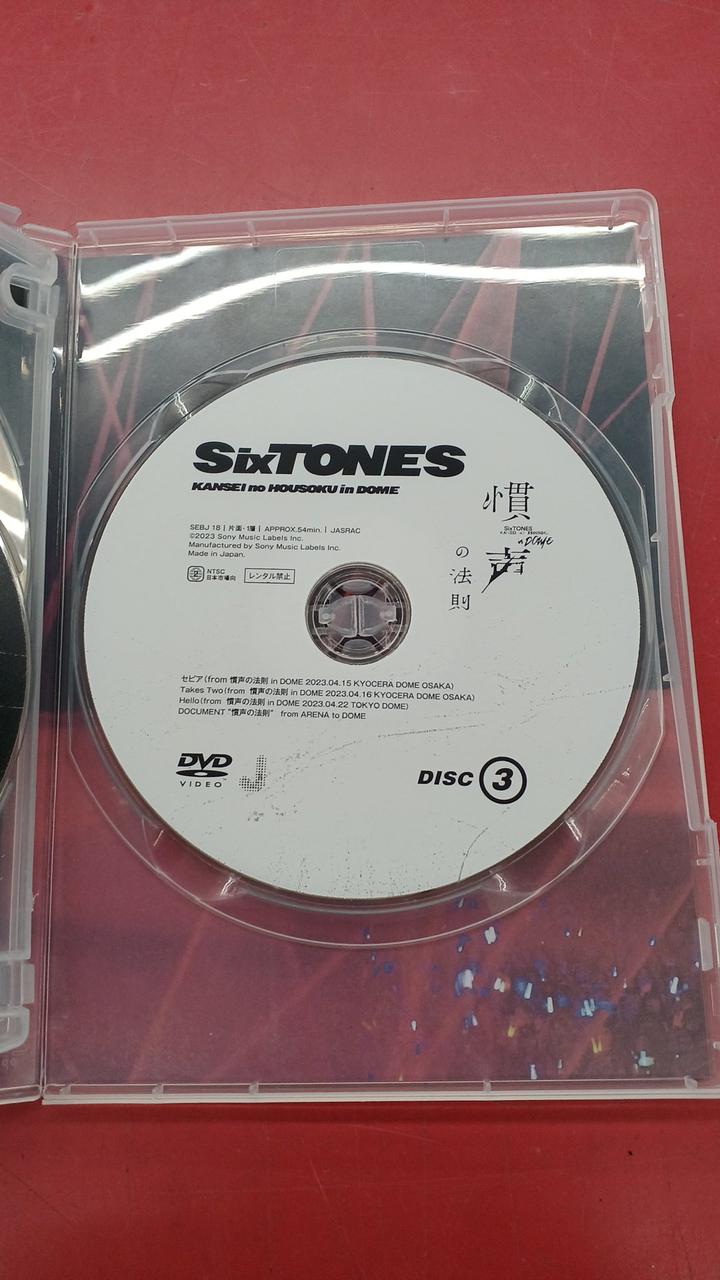 SixTONES
KANSEI no HOUSOKU in DOME
慣声の法則
SixTONES
in DOME
SEBJ 18 | 片面・1層 | APPROX.54min. | JASRAC
©2023 Sony Music Labels Inc.
Manufactured by Sony Music Labels Inc.
Made in Japan.
2 NTSC 日本市場向 レンタル禁止
セピア(from 慣声の法則 in DOME 2023.04.15 KYOCERA DOME OSAKA)
Takes Two(from 慣声の法則 in DOME 2023.04.16 KYOCERA DOME OSAKA)
Hello(from 慣声の法則 in DOME 2023.04.22 TOKYO DOME)
DOCUMENT "慣声の法則" from ARENA to DOME
DVD VIDEO J
DISC 3